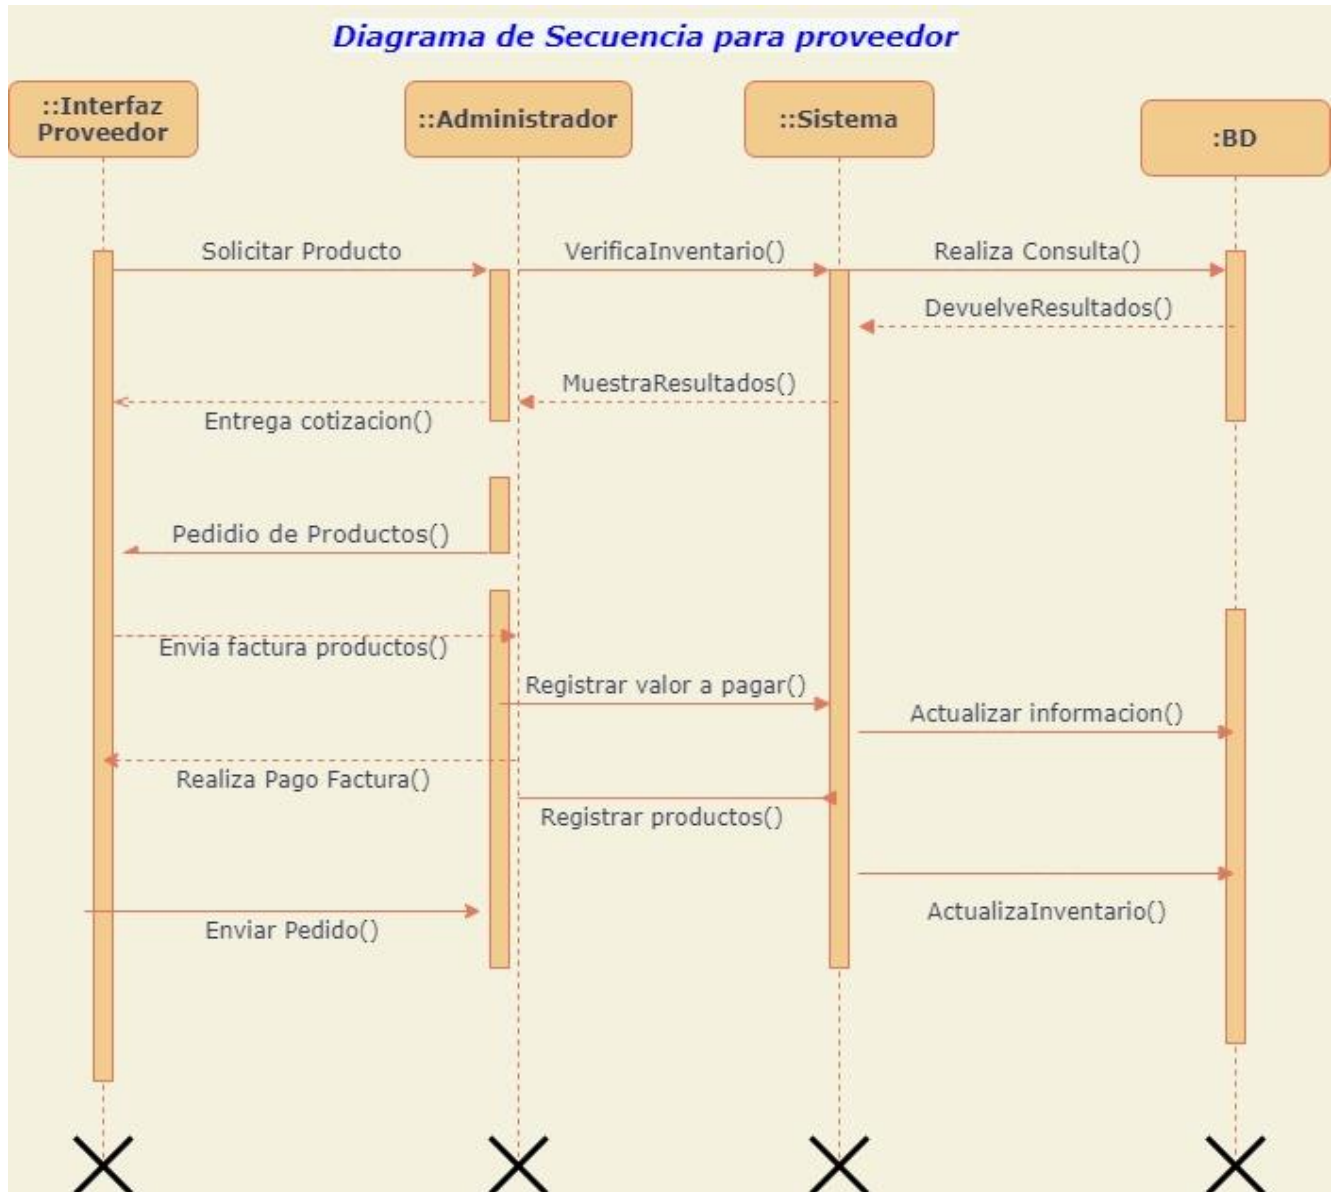 Diagrama de Secuencia para proveedor
::Interfaz
Proveedor
::Administrador
::Sistema
:BD
Solicitar Producto
VerificaInventario()
Realiza Consulta()
DevuelveResultados()
MuestraResultados()
Entrega cotizacion()
Pedidio de Productos()
Envia factura productos()
Registrar valor a pagar()
Actualizar informacion()
Realiza Pago Factura()
Registrar productos()
ActualizaInventario()
Enviar Pedido()